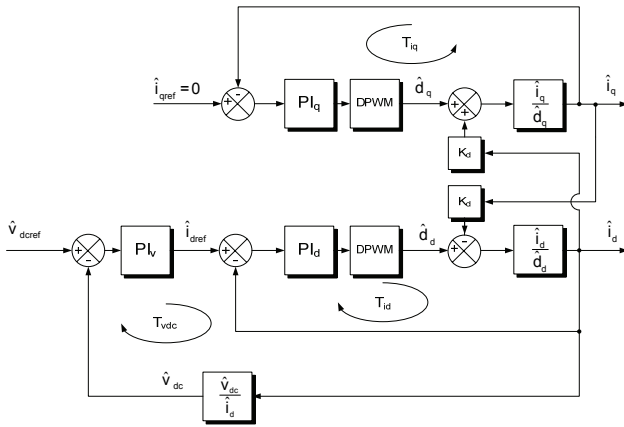 T_iq
î_qref = 0
+ -
PI_q
DPWM
d̂_q
+ +
î_q / d̂_q
î_q
K_d
K_d
v̂_dcref
+ -
PI_v
î_dref
+ -
PI_d
DPWM
d̂_d
+ -
î_d / d̂_d
î_d
T_vdc
T_id
v̂_dc
v̂_dc / î_d